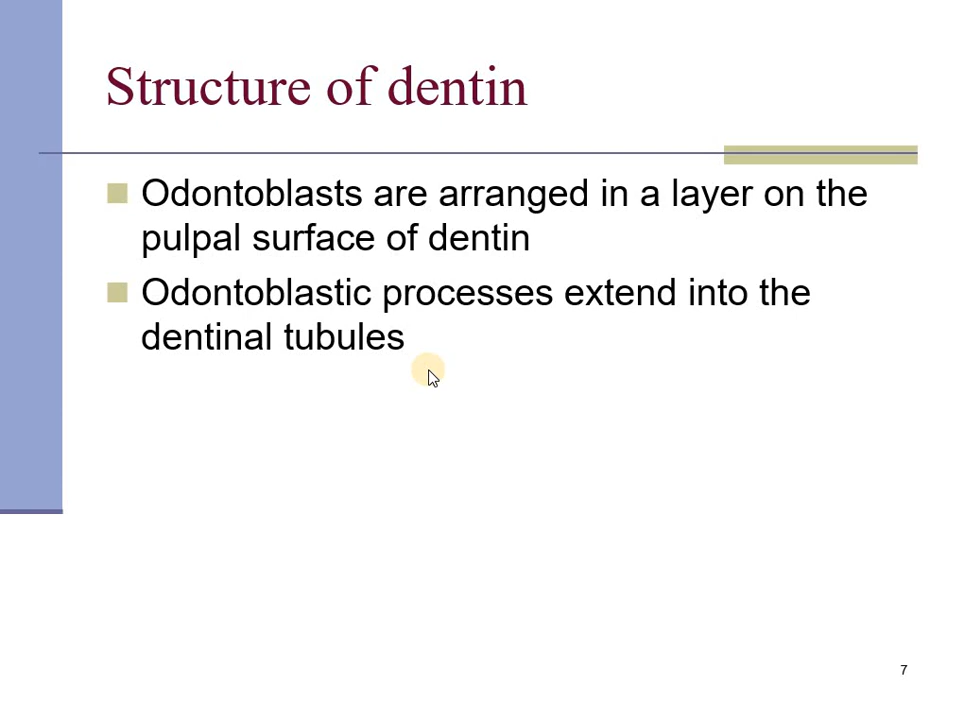 Structure of dentin
Odontoblasts are arranged in a layer on the
pulpal surface of dentin
Odontoblastic processes extend into the
dentinal tubules
7